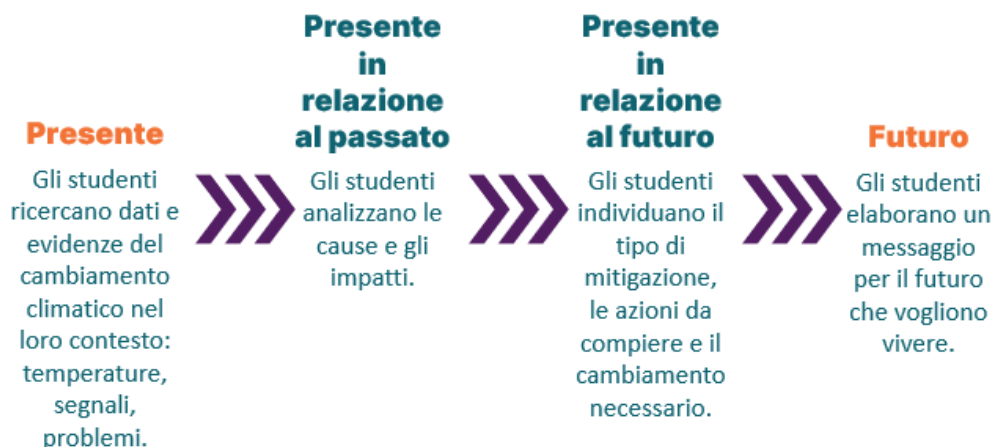 Presente
Gli studenti
ricercano dati e
evidenze del
cambiamento
climatico nel
loro contesto:
temperature,
segnali,
problemi.
Presente
in
relazione
al passato
Gli studenti
analizzano le
cause e gli
impatti.
Presente
in
relazione
al futuro
Gli studenti
individuano il
tipo di
mitigazione,
le azioni da
compiere e il
cambiamento
necessario.
Futuro
Gli studenti
elaborano un
messaggio
per il futuro
che vogliono
vivere.